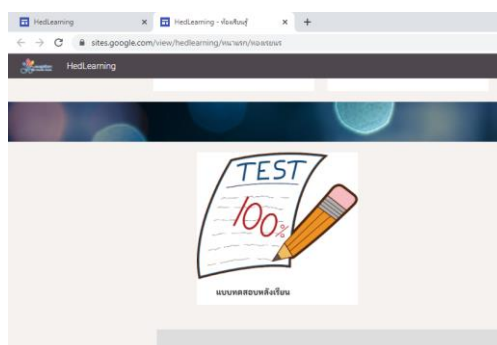 HedLearning
HedLearning - ห้องเรียนรู้
sites.google.com/view/hedlearning/หน้าแรก/ห้องเรียนร
HedLearning
TEST
100%
แบบทดสอบหลังเรียน